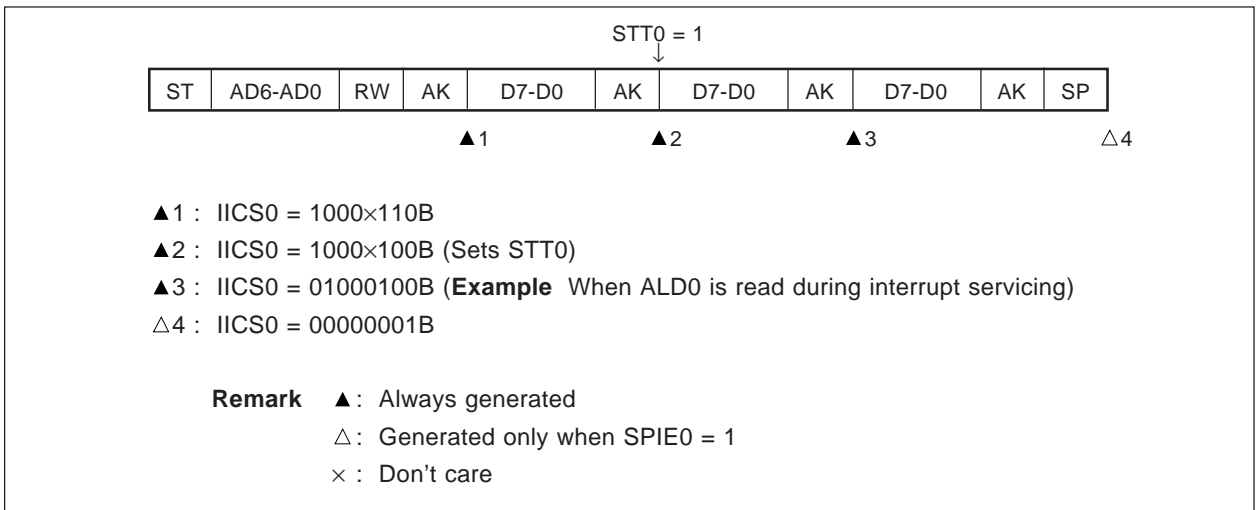 STT0 = 1
↓
ST AD6-AD0 RW AK D7-D0 AK D7-D0 AK D7-D0 AK SP
▲1 ▲2 ▲3 △4
▲1 : IICS0 = 1000×110B
▲2 : IICS0 = 1000×100B (Sets STT0)
▲3 : IICS0 = 01000100B (Example When ALD0 is read during interrupt servicing)
△4 : IICS0 = 00000001B
Remark ▲ : Always generated
△ : Generated only when SPIE0 = 1
× : Don't care